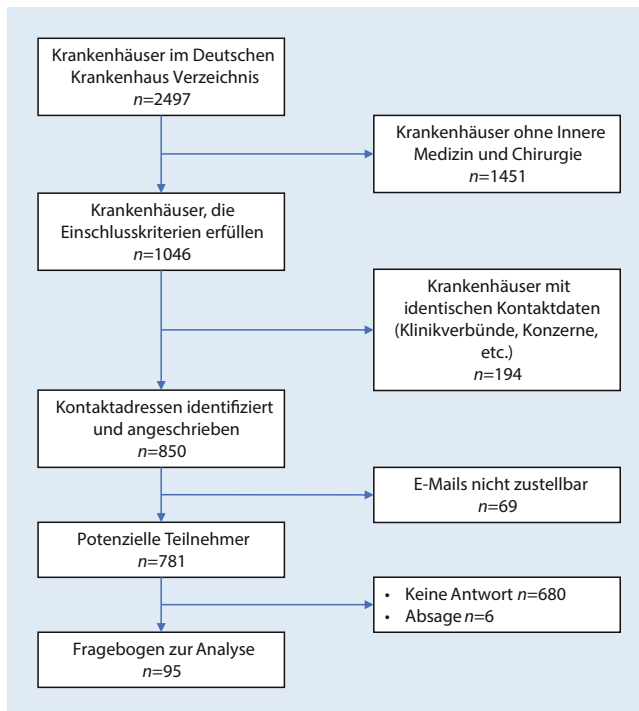 Krankenhäuser im Deutschen
Krankenhaus Verzeichnis
n=2497
Krankenhäuser ohne Innere
Medizin und Chirurgie
n=1451
Krankenhäuser, die
Einschlusskriterien erfüllen
n=1046
Krankenhäuser mit
identischen Kontaktdaten
(Klinikverbünde, Konzerne,
etc.)
n=194
Kontaktadressen identifiziert
und angeschrieben
n=850
E-Mails nicht zustellbar
n=69
Potenzielle Teilnehmer
n=781
• Keine Antwort n=680
• Absage n=6
Fragebogen zur Analyse
n=95